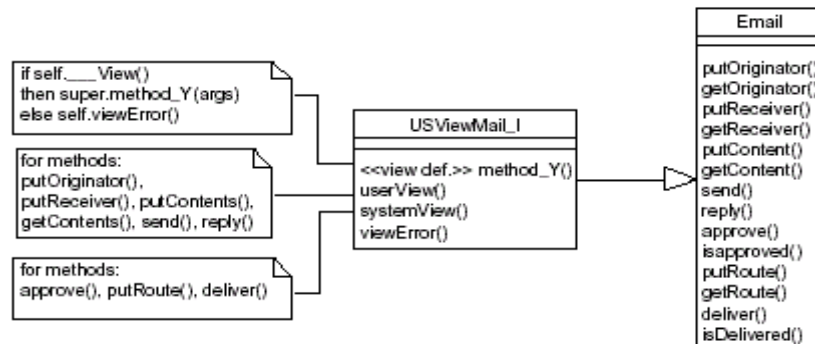 if self.___View()
then super.method_Y(args)
else self.viewError()
for methods:
putOriginator(),
putReceiver(), putContents(),
getContents(), send(), reply()
for methods:
approve(), putRoute(), deliver()
USViewMail_I
<<view def.>> method_Y()
userView()
systemView()
viewError()
Email
putOriginator()
getOriginator()
putReceiver()
getReceiver()
putContent()
getContent()
send()
reply()
approve()
isapproved()
putRoute()
getRoute()
deliver()
isDelivered()